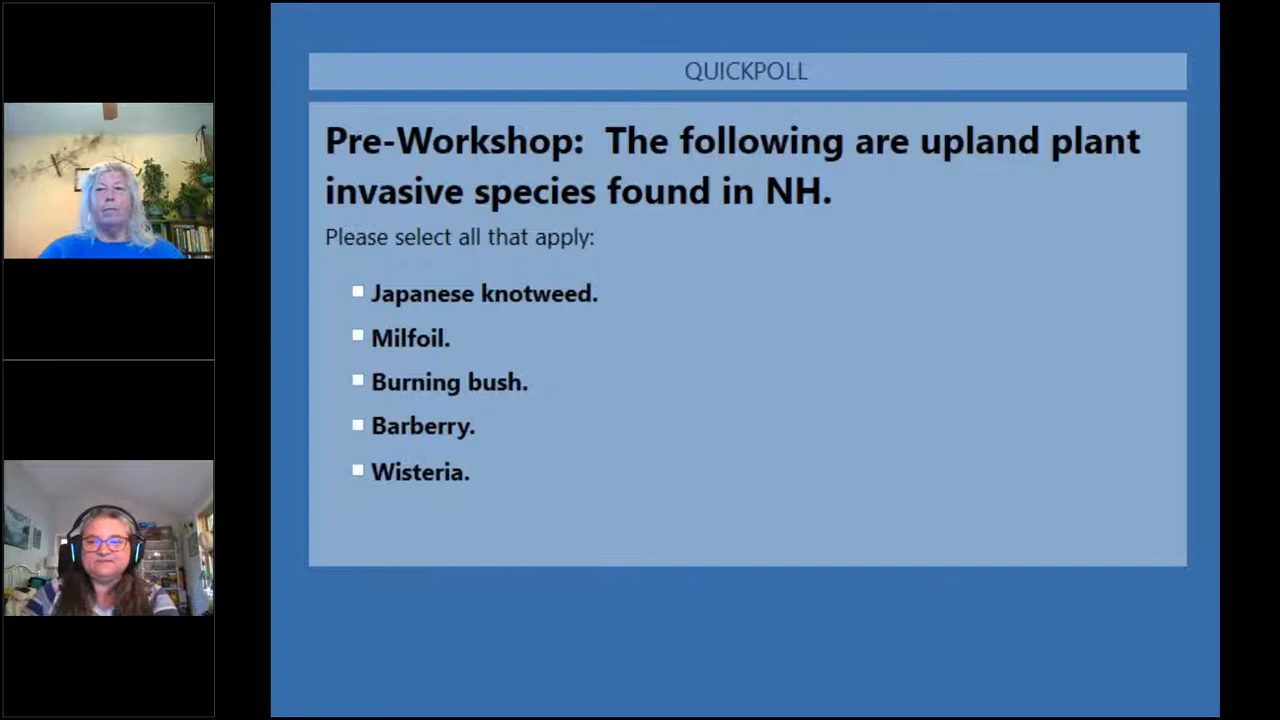 QUICKPOLL
Pre-Workshop: The following are upland plant
invasive species found in NH.
Please select all that apply:
Japanese knotweed.
Milfoil.
Burning bush.
Barberry.
Wisteria.